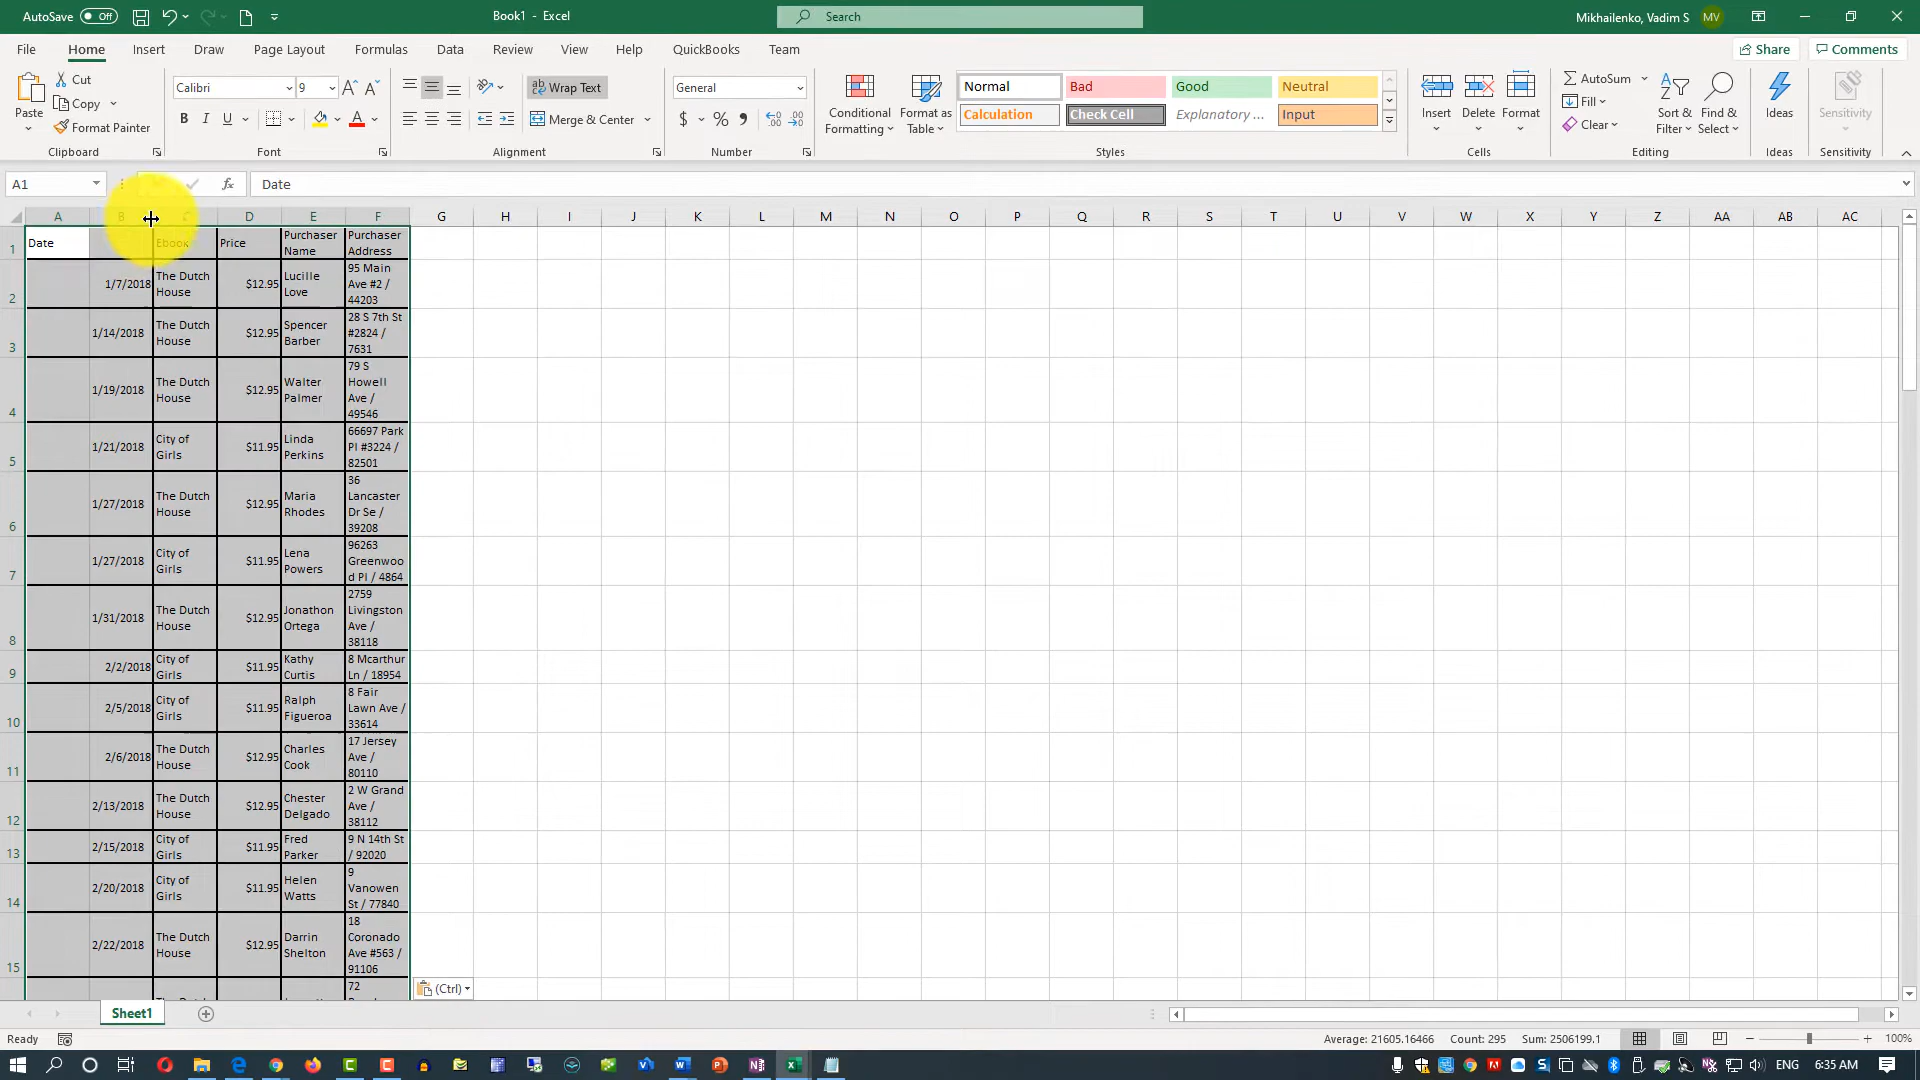 AutoSave Off Book1 - Excel Search Mikhailenko, Vadim S MV
File Home Insert Draw Page Layout Formulas Data Review View Help QuickBooks Team Share Comments
Cut Calibri 9 Wrap Text General Normal Bad Good Neutral AutoSum
Paste Copy Conditional Formatting Format as Table Insert Delete Format Fill Sort & Filter Find & Select Ideas Sensitivity
Format Painter B I U Merge & Center $ % Calculation Check Cell Explanatory ... Input Clear
Clipboard Font Alignment Number Styles Cells Editing Ideas Sensitivity
A1 fx Date
A B C D E F G H I J K L M N O P Q R S T U V W X Y Z AA AB AC
1 Date Ebook Price Purchaser Name Purchaser Address
2 1/7/2018 The Dutch House $12.95 Lucille Love 95 Main Ave #2 / 44203
3 1/14/2018 The Dutch House $12.95 Spencer Barber 28 S 7th St #2824 / 7631
4 1/19/2018 The Dutch House $12.95 Walter Palmer 79 S Howell Ave / 49546
5 1/21/2018 City of Girls $11.95 Linda Perkins 66697 Park Pl #3224 / 82501
6 1/27/2018 The Dutch House $12.95 Maria Rhodes 36 Lancaster Dr Se / 39208
7 1/27/2018 City of Girls $11.95 Lena Powers 96263 Greenwoo d Pl / 4864
8 1/31/2018 The Dutch House $12.95 Jonathon Ortega 2759 Livingston Ave / 38118
9 2/2/2018 City of Girls $11.95 Kathy Curtis 8 Mcarthur Ln / 18954
10 2/5/2018 City of Girls $11.95 Ralph Figueroa 8 Fair Lawn Ave / 33614
11 2/6/2018 The Dutch House $12.95 Charles Cook 17 Jersey Ave / 80110
12 2/13/2018 The Dutch House $12.95 Chester Delgado 2 W Grand Ave / 38112
13 2/15/2018 City of Girls $11.95 Fred Parker 9 N 14th St / 92020
14 2/20/2018 City of Girls $11.95 Helen Watts 9 Vanowen St / 77840
15 2/22/2018 The Dutch House $12.95 Darrin Shelton 18 Coronado Ave #563 / 91106
72
(Ctrl)
Sheet1
Ready Average: 21605.16466 Count: 295 Sum: 2506199.1 100%
ENG 6:35 AM